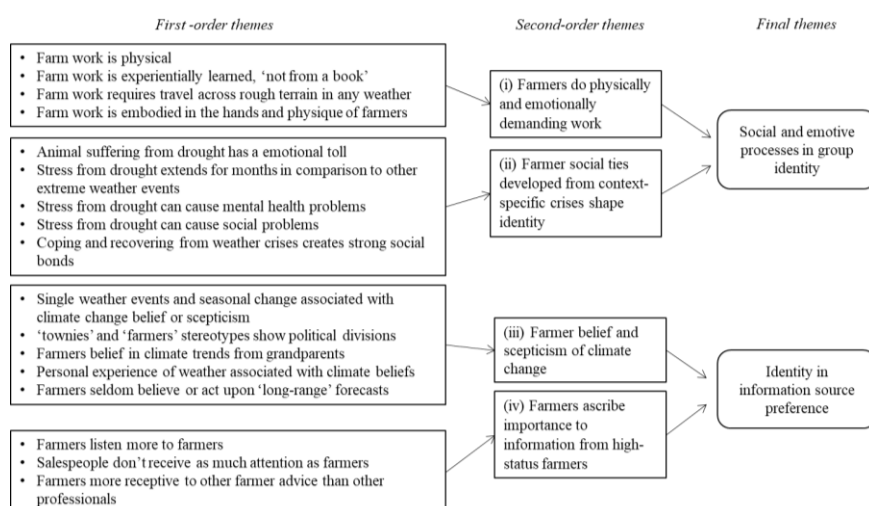 First -order themes
Second-order themes
Final themes
• Farm work is physical
• Farm work is experientially learned, ‘not from a book’
• Farm work requires travel across rough terrain in any weather
• Farm work is embodied in the hands and physique of farmers
• Animal suffering from drought has a emotional toll
• Stress from drought extends for months in comparison to other
extreme weather events
• Stress from drought can cause mental health problems
• Stress from drought can cause social problems
• Coping and recovering from weather crises creates strong social
bonds
• Single weather events and seasonal change associated with
climate change belief or scepticism
• ‘townies’ and ‘farmers’ stereotypes show political divisions
• Farmers belief in climate trends from grandparents
• Personal experience of weather associated with climate beliefs
• Farmers seldom believe or act upon ‘long-range’ forecasts
• Farmers listen more to farmers
• Salespeople don’t receive as much attention as farmers
• Farmers more receptive to other farmer advice than other
professionals
(i) Farmers do physically
and emotionally
demanding work
(ii) Farmer social ties
developed from context-
specific crises shape
identity
(iii) Farmer belief and
scepticism of climate
change
(iv) Farmers ascribe
importance to
information from high-
status farmers
Social and emotive
processes in group
identity
Identity in
information source
preference